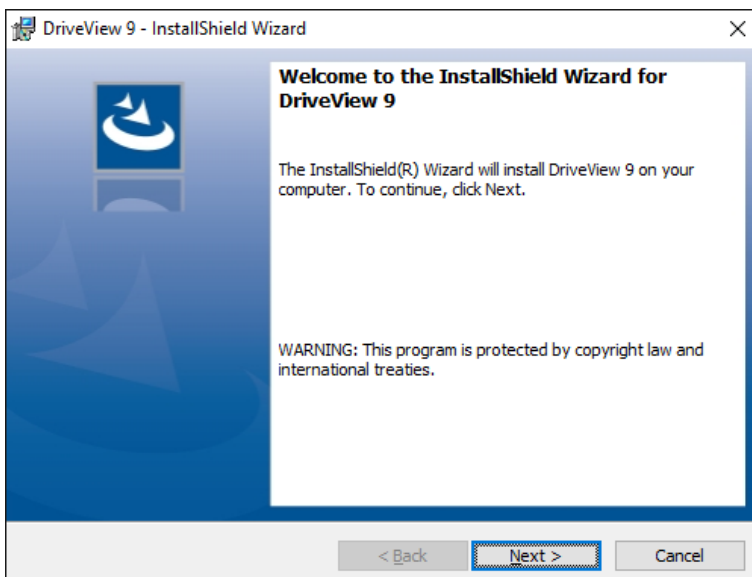 DriveView 9 - InstallShield Wizard
Welcome to the InstallShield Wizard for
DriveView 9
The InstallShield(R) Wizard will install DriveView 9 on your
computer. To continue, click Next.
WARNING: This program is protected by copyright law and
international treaties.
< Back Next > Cancel